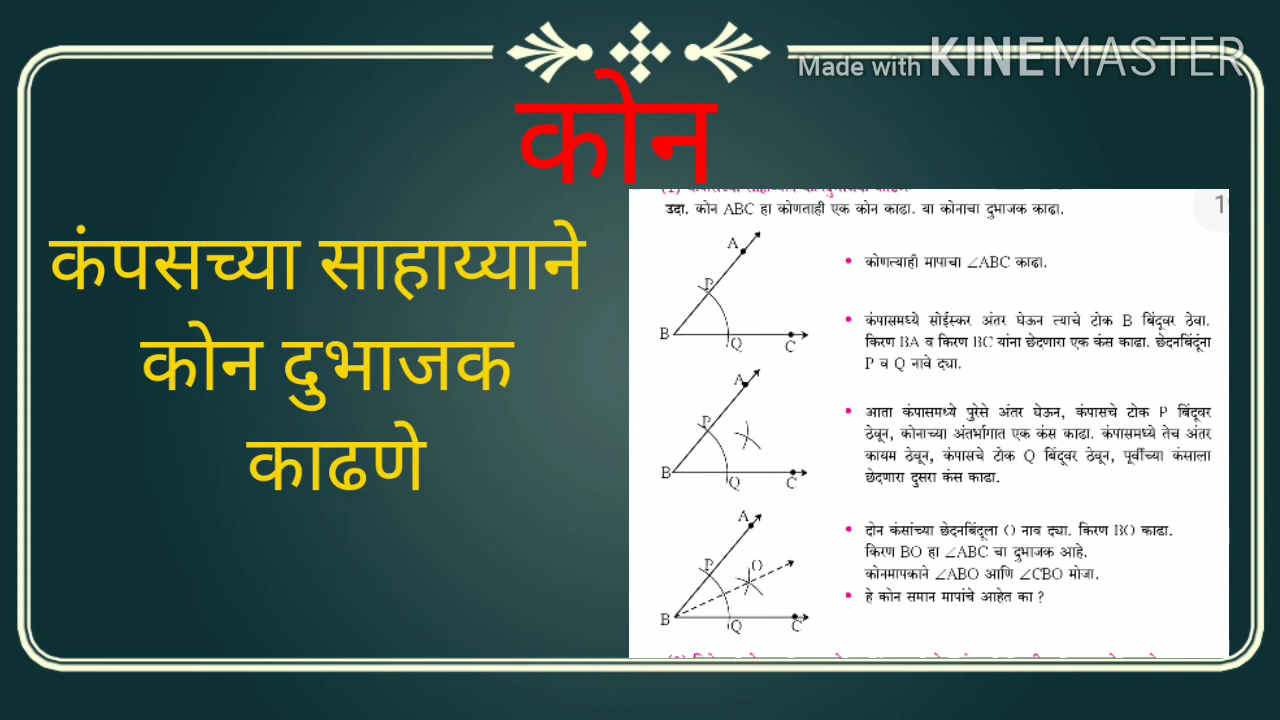 Made with KINEMASTER
कोन
कंपसच्या साहाय्याने
कोन दुभाजक
काढणे
उदा. कोन ABC हा कोणताही एक कोन काढा. या कोनाचा दुभाजक काढा.
A
P
B
Q
C
• कोणत्याही मापाचा ∠ABC काढा.
• कंपासमध्ये सोईस्कर अंतर घेऊन त्याचे टोक B बिंदूवर ठेवा.
किरण BA व किरण BC यांना छेदणारा एक कंस काढा. छेदनबिंदूंना
P व Q नावे द्या.
A
P
B
Q
C
• आता कंपासमध्ये पुरेसे अंतर घेऊन, कंपासचे टोक P बिंदूवर
ठेवून, कोनाच्या अंतर्भागात एक कंस काढा. कंपासमध्ये तेच अंतर
कायम ठेवून, कंपासचे टोक Q बिंदूवर ठेवून, पूर्वीच्या कंसाला
छेदणारा दुसरा कंस काढा.
A
P
O
B
Q
C
• दोन कंसांच्या छेदनबिंदूला O नाव द्या. किरण BO काढा.
किरण BO हा ∠ABC चा दुभाजक आहे.
कोनमापकाने ∠ABO आणि ∠CBO मोजा.
• हे कोन समान मापांचे आहेत का ?